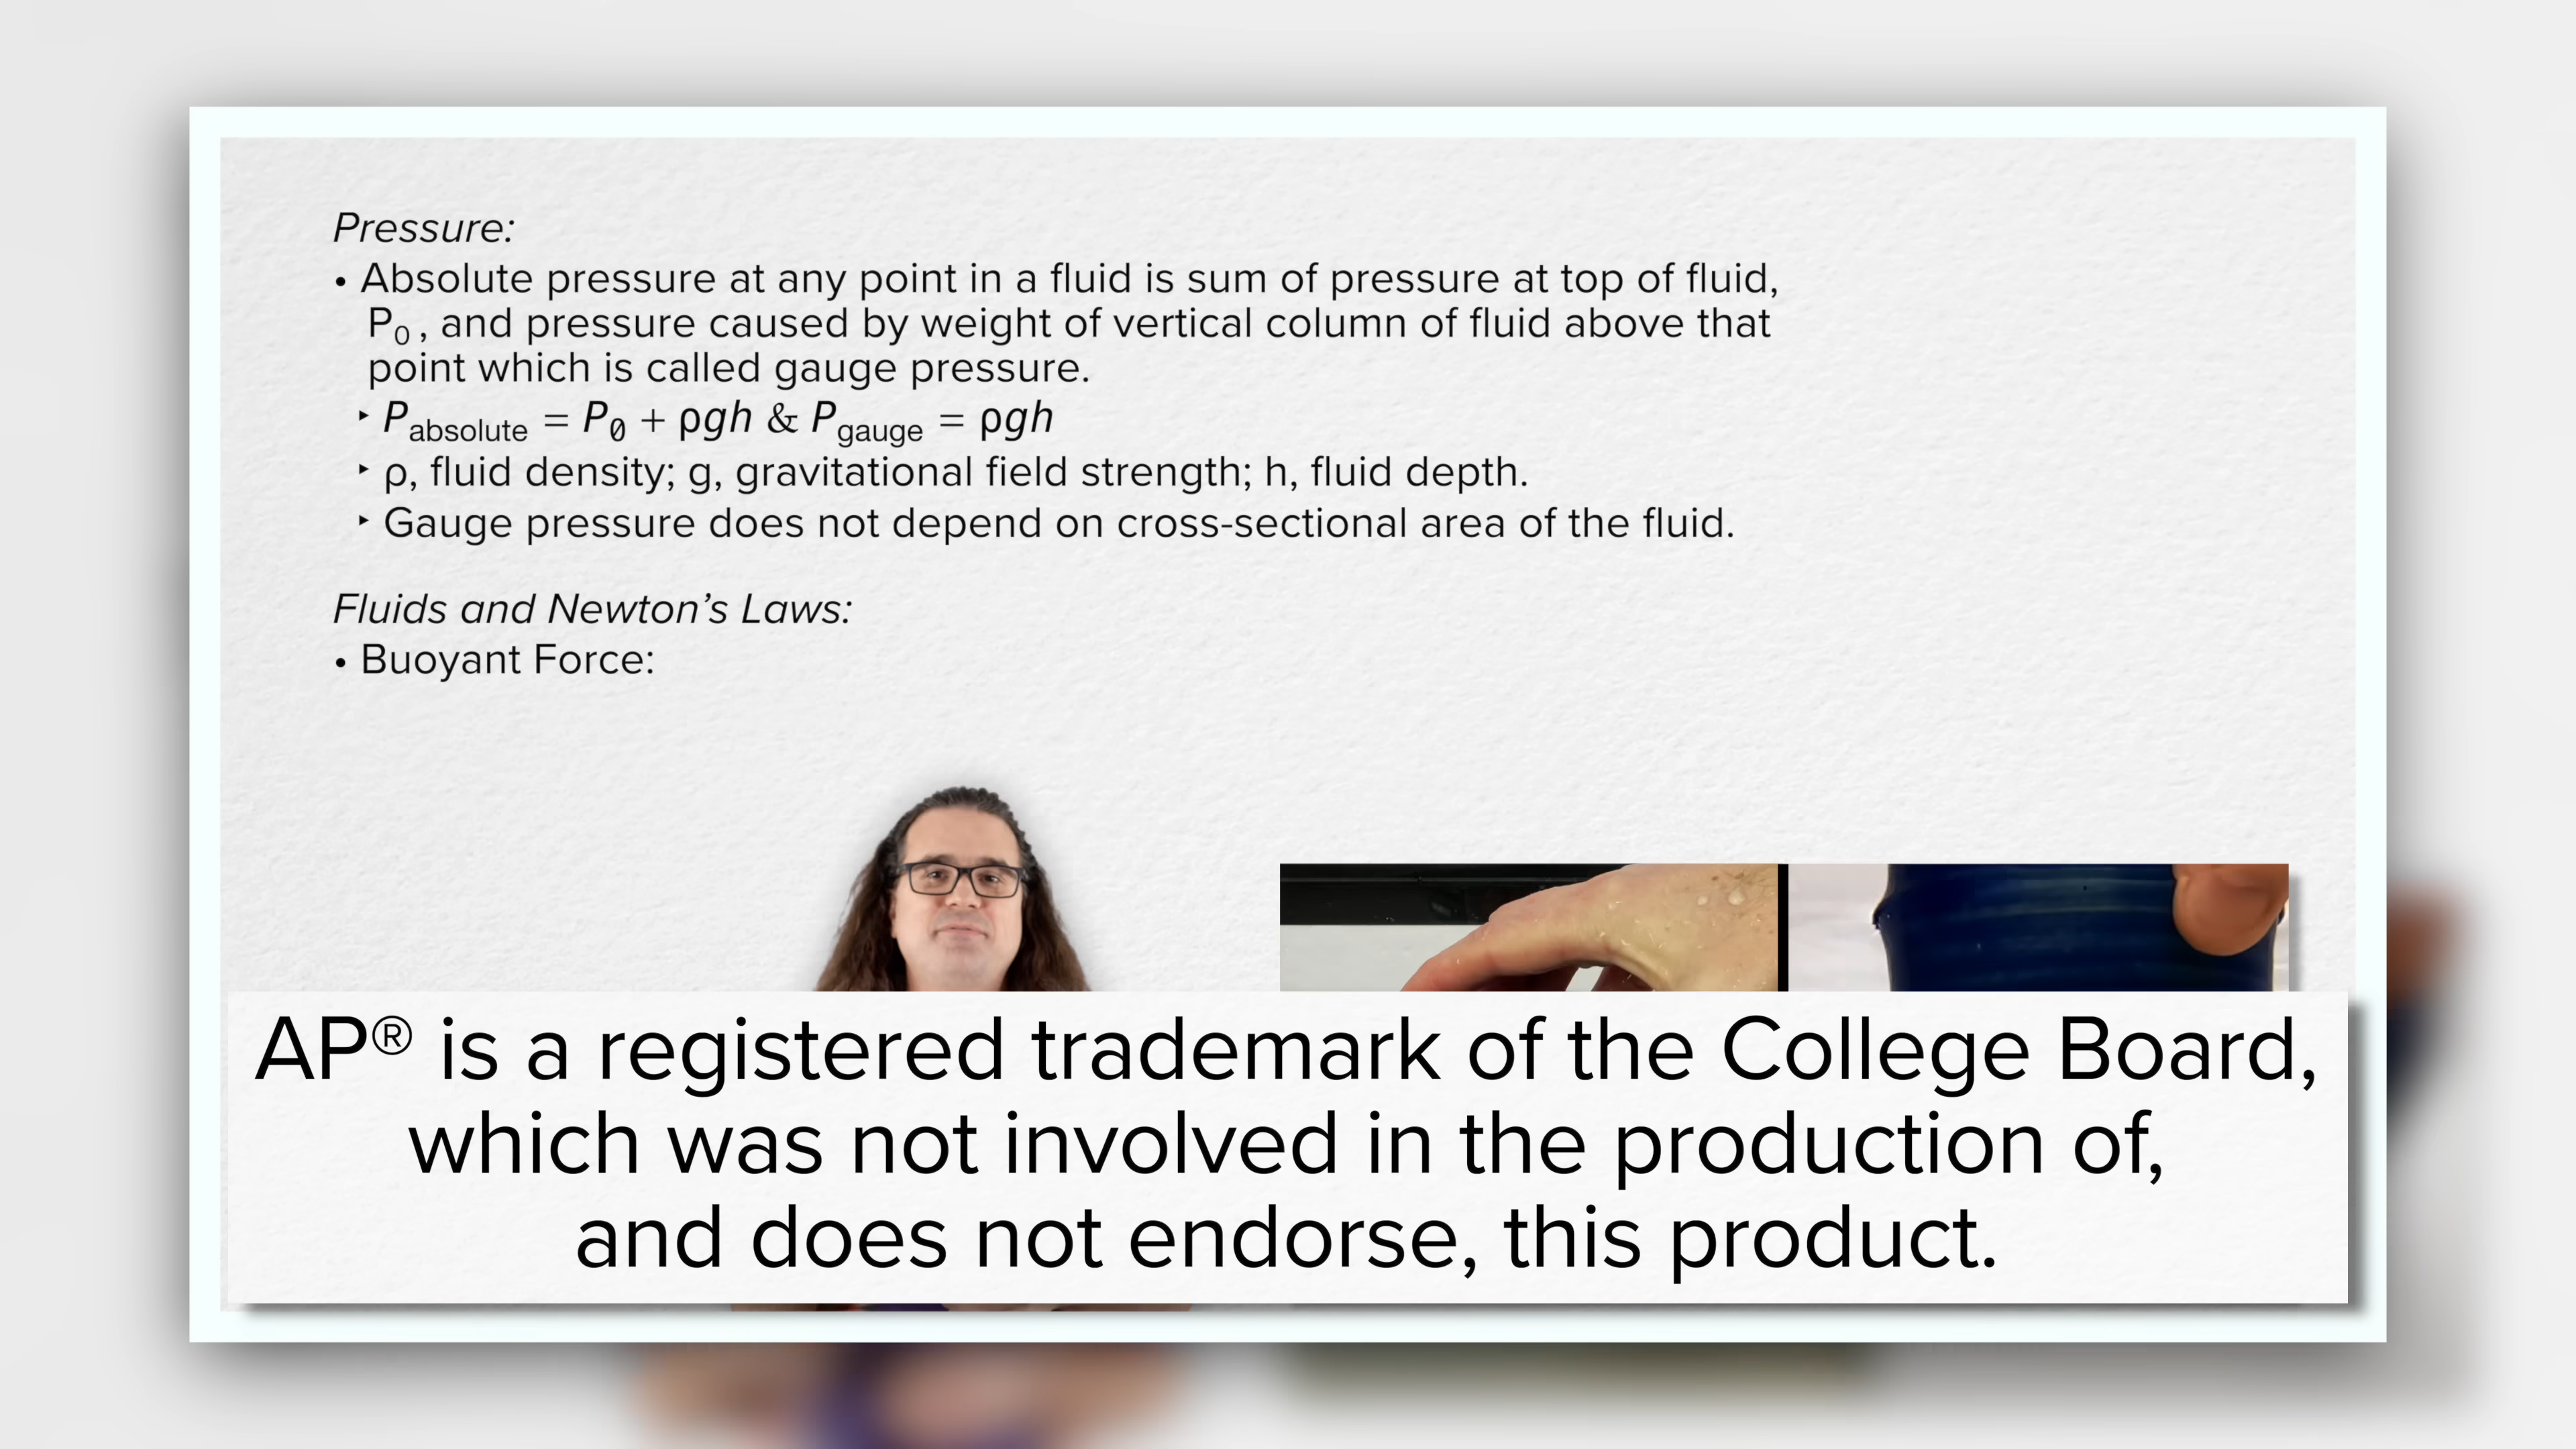 Pressure:
• Absolute pressure at any point in a fluid is sum of pressure at top of fluid,
P₀, and pressure caused by weight of vertical column of fluid above that
point which is called gauge pressure.
‣ P_absolute = P₀ + ρgh & P_gauge = ρgh
‣ ρ, fluid density; g, gravitational field strength; h, fluid depth.
‣ Gauge pressure does not depend on cross-sectional area of the fluid.
Fluids and Newton’s Laws:
• Buoyant Force:
AP® is a registered trademark of the College Board,
which was not involved in the production of,
and does not endorse, this product.